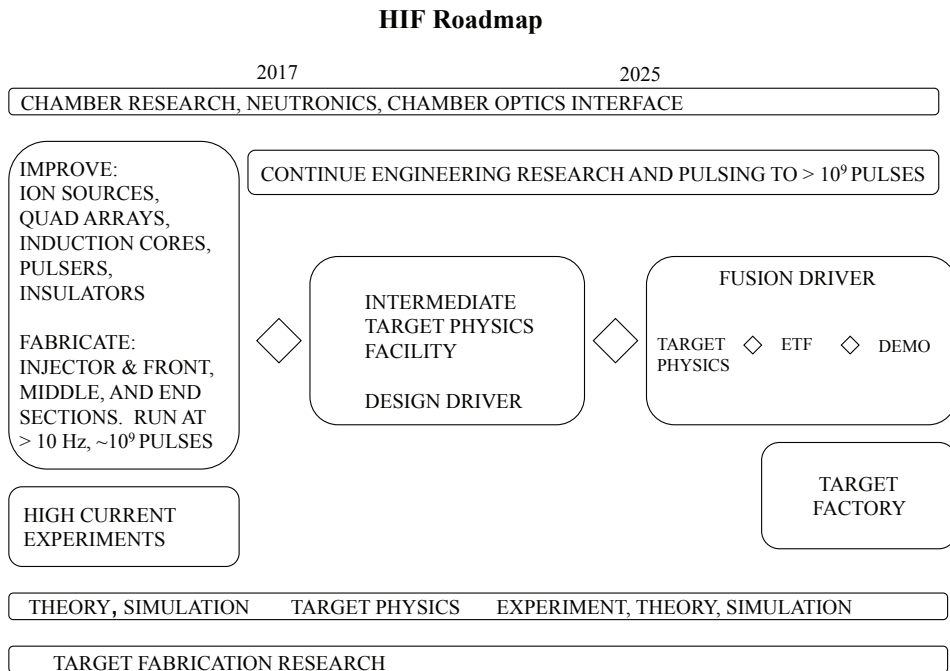 HIF Roadmap
2017 2025
CHAMBER RESEARCH, NEUTRONICS, CHAMBER OPTICS INTERFACE
IMPROVE:
ION SOURCES,
QUAD ARRAYS,
INDUCTION CORES,
PULSERS,
INSULATORS
FABRICATE:
INJECTOR & FRONT,
MIDDLE, AND END
SECTIONS. RUN AT
> 10 Hz, ~10⁹ PULSES
CONTINUE ENGINEERING RESEARCH AND PULSING TO > 10⁹ PULSES
INTERMEDIATE
TARGET PHYSICS
FACILITY
DESIGN DRIVER
FUSION DRIVER
TARGET
PHYSICS
ETF
DEMO
HIGH CURRENT
EXPERIMENTS
TARGET
FACTORY
THEORY, SIMULATION TARGET PHYSICS EXPERIMENT, THEORY, SIMULATION
TARGET FABRICATION RESEARCH